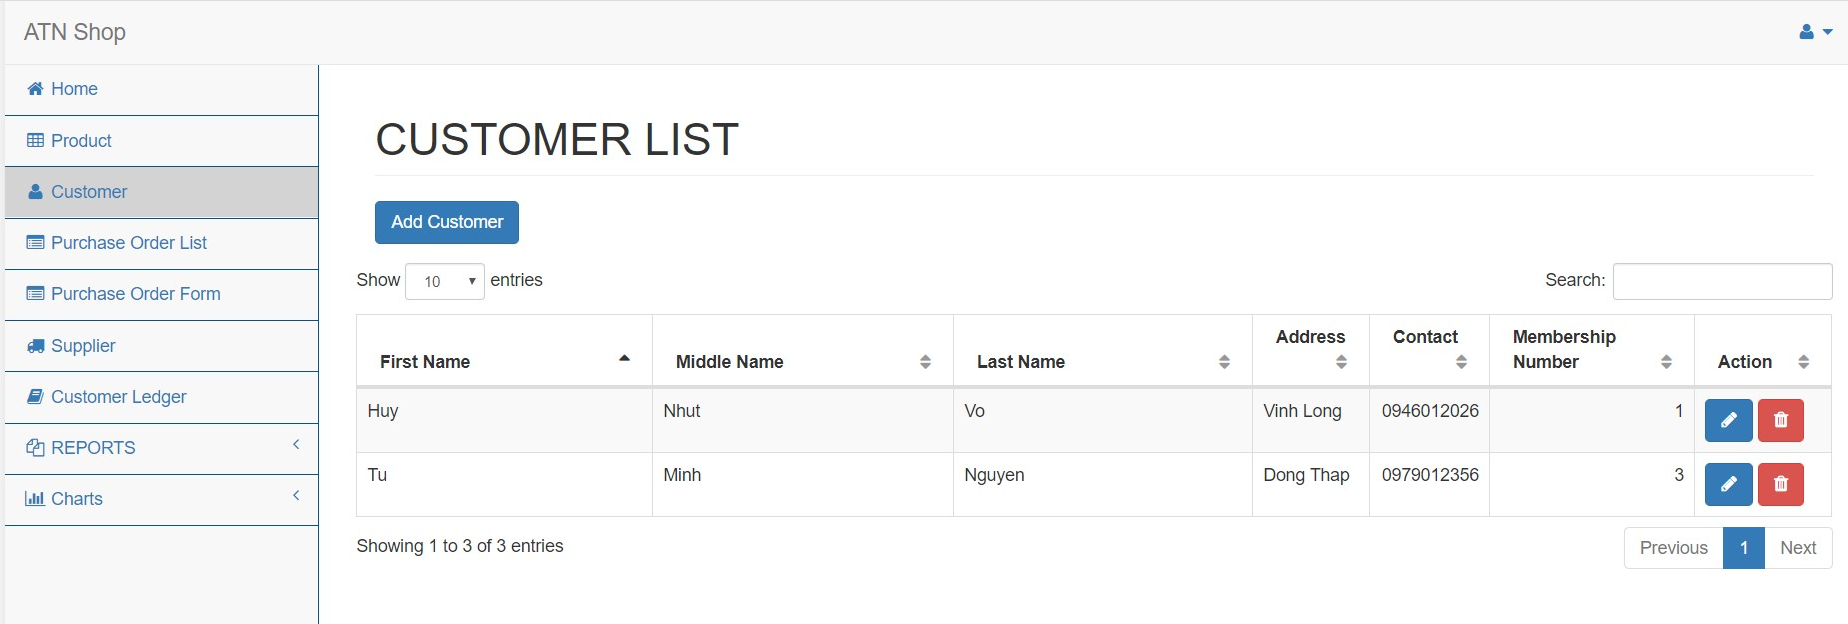 ATN Shop
Home
Product
Customer
Purchase Order List
Purchase Order Form
Supplier
Customer Ledger
REPORTS
Charts
CUSTOMER LIST
Add Customer
Show 10 entries
Search:
First Name Middle Name Last Name Address Contact Membership Number Action
Huy Nhut Vo Vinh Long 0946012026 1
Tu Minh Nguyen Dong Thap 0979012356 3
Showing 1 to 3 of 3 entries
Previous 1 Next